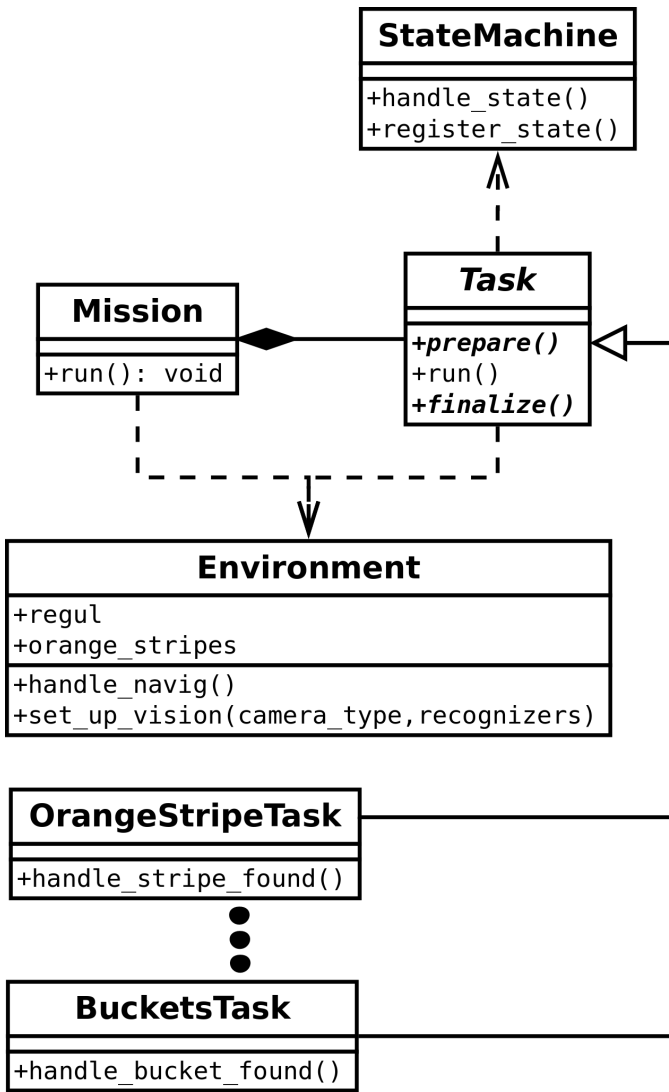 StateMachine
+handle_state()
+register_state()
Task
+prepare()
+run()
+finalize()
Mission
+run(): void
Environment
+regul
+orange_stripes
+handle_navig()
+set_up_vision(camera_type,recognizers)
OrangeStripeTask
+handle_stripe_found()
BucketsTask
+handle_bucket_found()